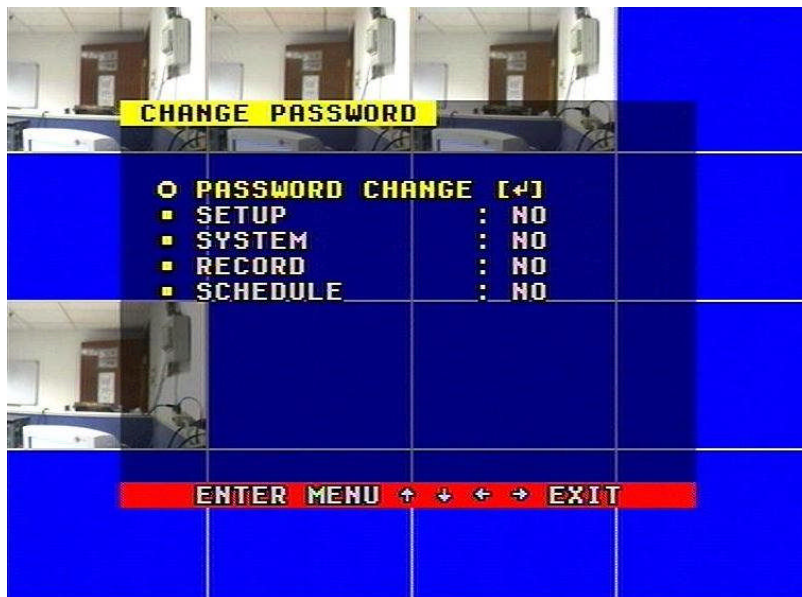 CHANGE PASSWORD
PASSWORD CHANGE [↵]
SETUP : NO
SYSTEM : NO
RECORD : NO
SCHEDULE : NO
ENTER MENU ↑ ↓ ← → EXIT